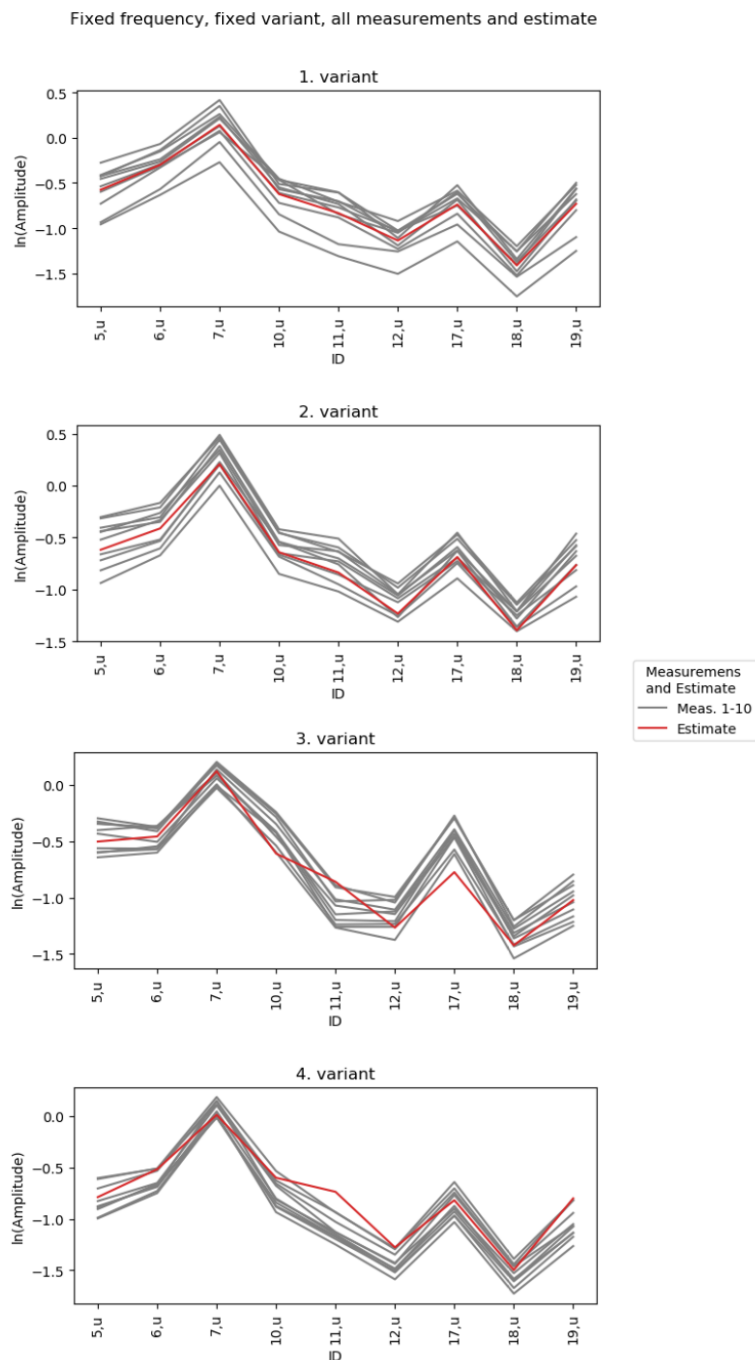 Fixed frequency, fixed variant, all measurements and estimate
1. variant
0.5
0.0
−0.5
−1.0
−1.5
ln(Amplitude)
5,u
6,u
7,u
10,u
11,u
12,u
17,u
18,u
19,u
ID
2. variant
0.5
0.0
−0.5
−1.0
−1.5
ln(Amplitude)
5,u
6,u
7,u
10,u
11,u
12,u
17,u
18,u
19,u
ID
Measuremens
and Estimate
Meas. 1-10
Estimate
3. variant
0.0
−0.5
−1.0
−1.5
ln(Amplitude)
5,u
6,u
7,u
10,u
11,u
12,u
17,u
18,u
19,u
ID
4. variant
0.0
−0.5
−1.0
−1.5
ln(Amplitude)
5,u
6,u
7,u
10,u
11,u
12,u
17,u
18,u
19,u
ID